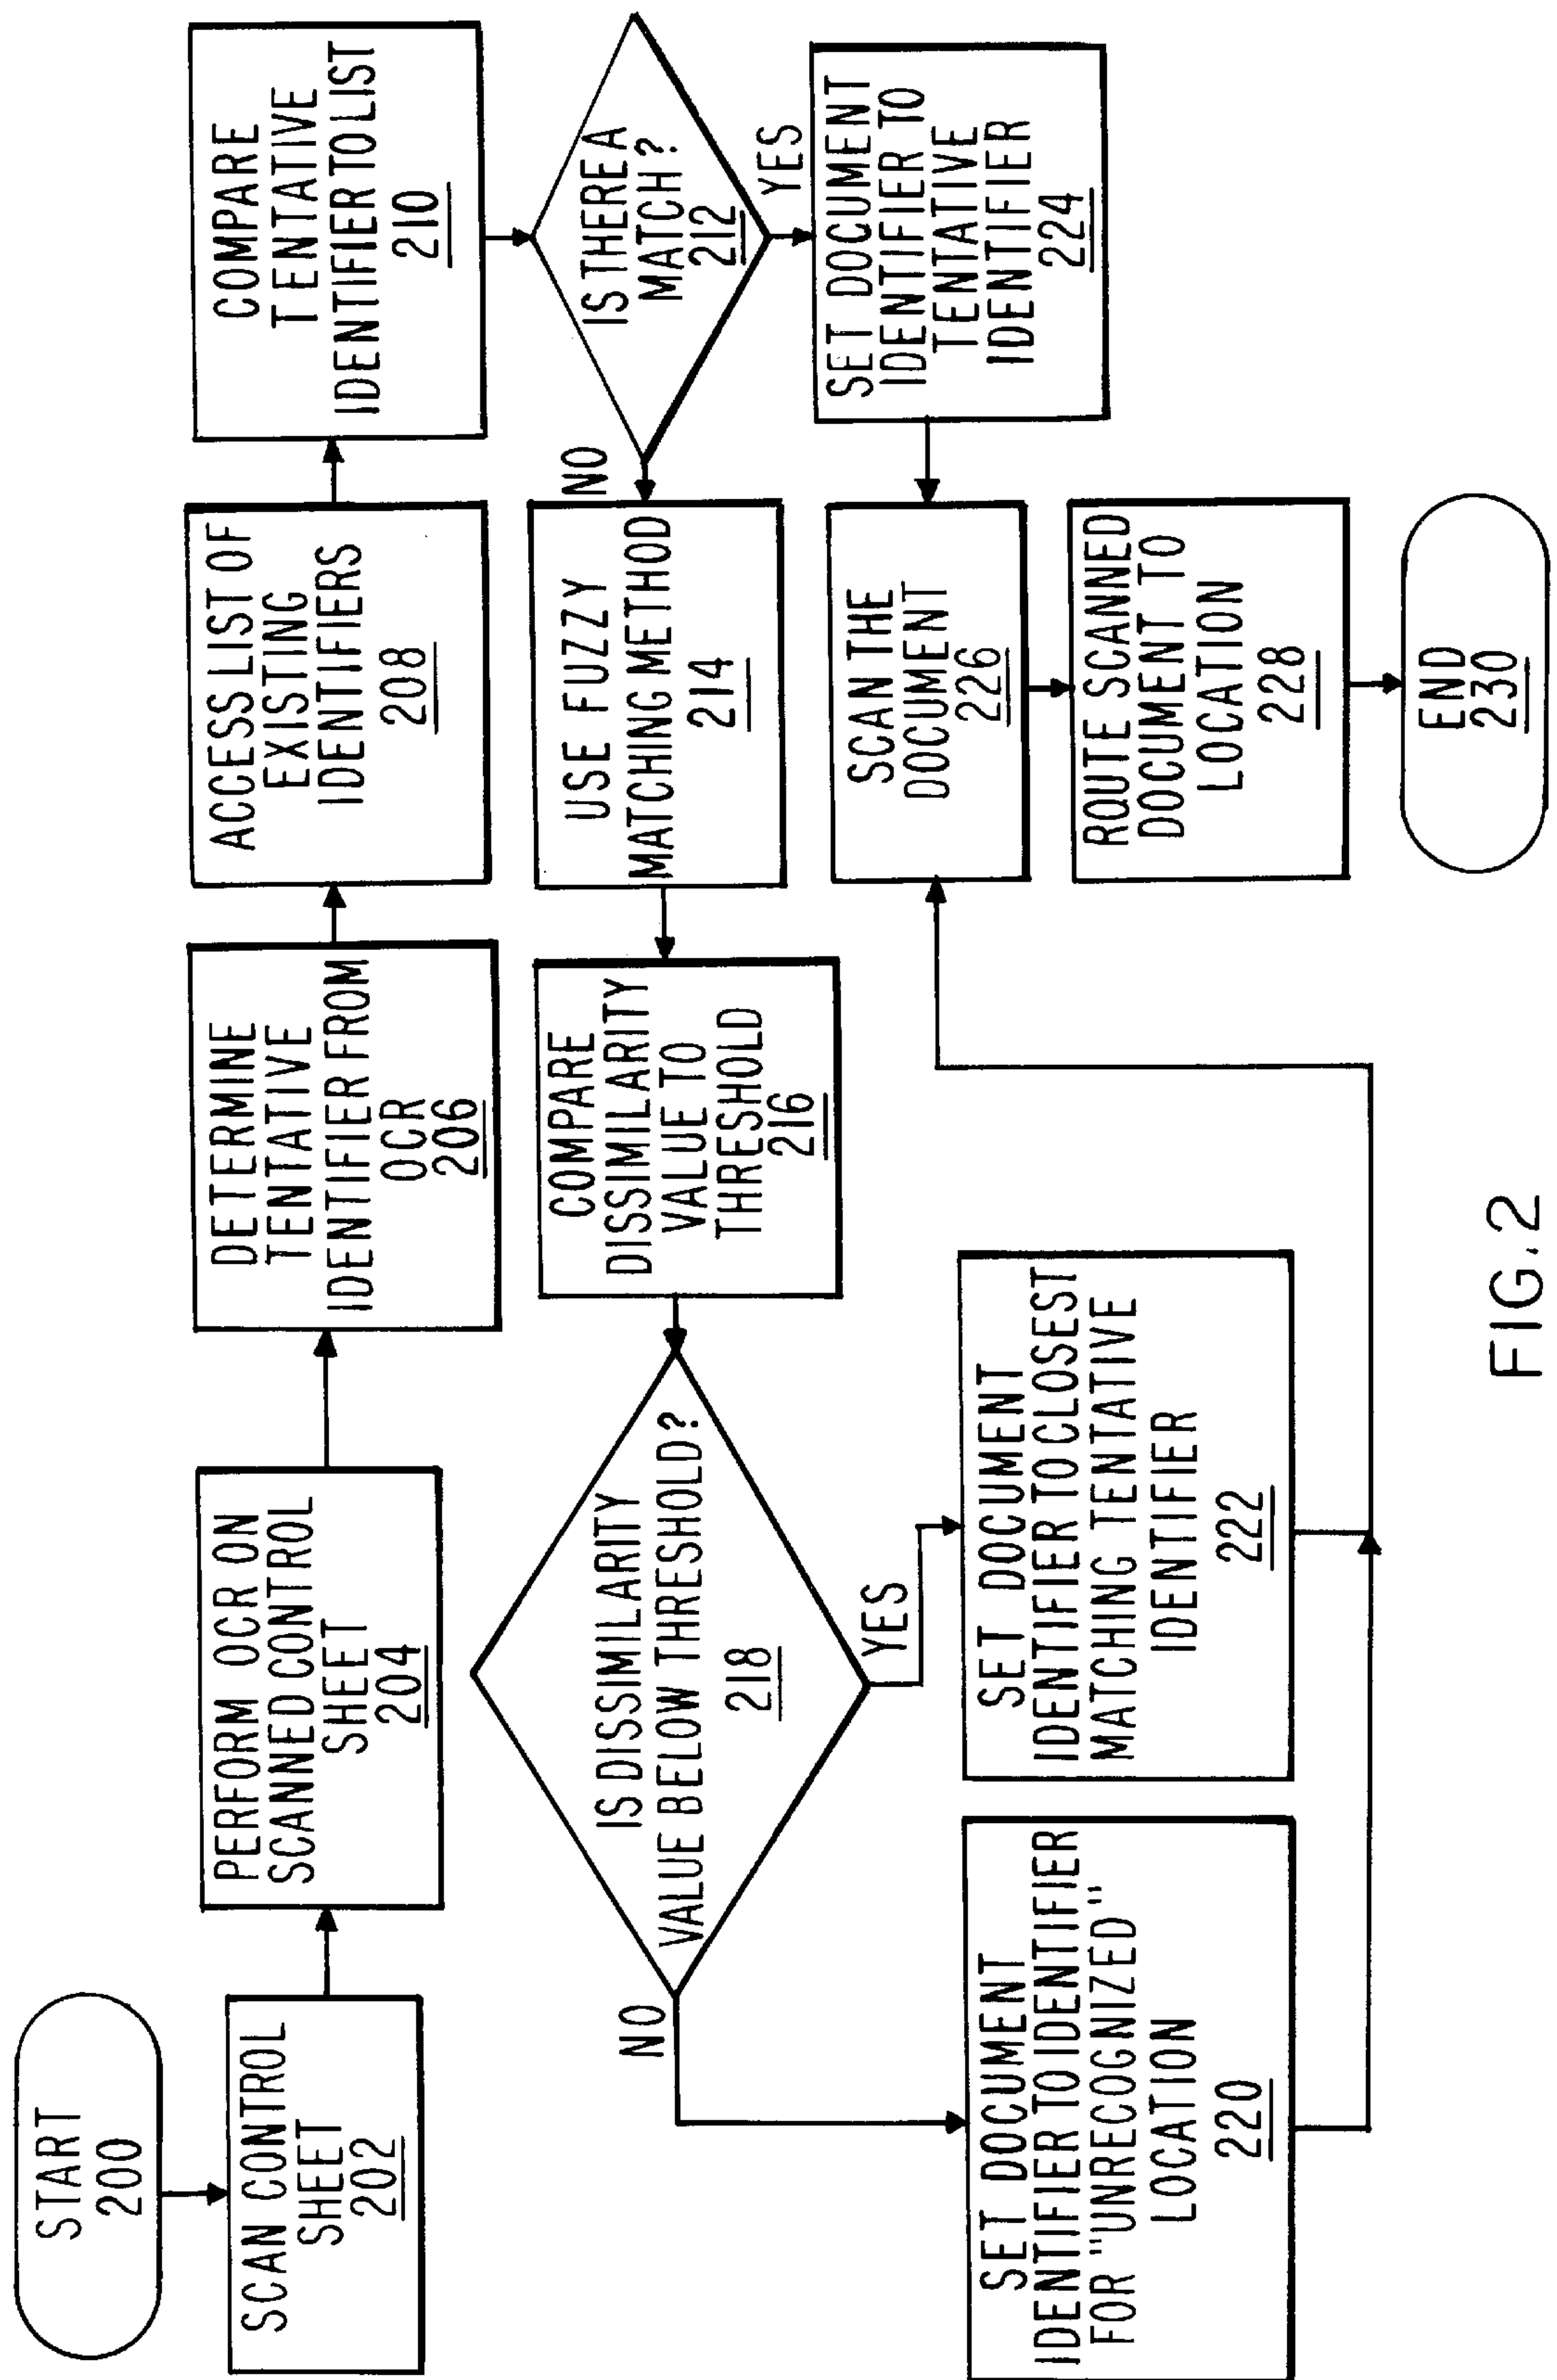 START
200
SCAN CONTROL
SHEET
202
PERFORM OCR ON
SCANNED CONTROL
SHEET
204
DETERMINE
TENTATIVE
IDENTIFIER FROM
OCR
206
ACCESS LIST OF
EXISTING
IDENTIFIERS
208
COMPARE
TENTATIVE
IDENTIFIER TO LIST
210
IS THERE A
MATCH?
212
NO
YES
USE FUZZY
MATCHING METHOD
214
COMPARE
DISSIMILARITY
VALUE TO
THRESHOLD
216
IS DISSIMILARITY
VALUE BELOW THRESHOLD?
218
NO
YES
SET DOCUMENT
IDENTIFIER TO IDENTIFIER
FOR "UNRECOGNIZED"
LOCATION
220
SET DOCUMENT
IDENTIFIER TO CLOSEST
MATCHING TENTATIVE
IDENTIFIER
222
SET DOCUMENT
IDENTIFIER TO
TENTATIVE
IDENTIFIER
224
SCAN THE
DOCUMENT
226
ROUTE SCANNED
DOCUMENT TO
LOCATION
228
END
230
FIG.2